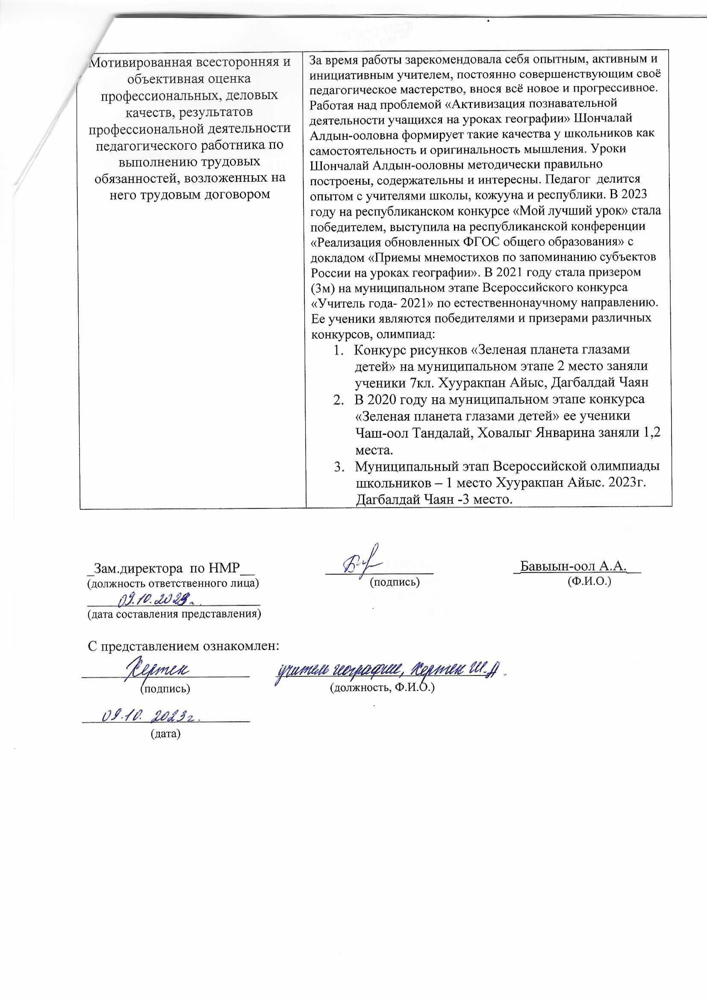 Мотивированная всесторонняя и
объективная оценка
профессиональных, деловых
качеств, результатов
профессиональной деятельности
педагогического работника по
выполнению трудовых
обязанностей, возложенных на
него трудовым договором
За время работы зарекомендовала себя опытным, активным и
инициативным учителем, постоянно совершенствующим своё
педагогическое мастерство, внося всё новое и прогрессивное.
Работая над проблемой «Активизация познавательной
деятельности учащихся на уроках географии» Шончалай
Алдын-ооловна формирует такие качества у школьников как
самостоятельность и оригинальность мышления. Уроки
Шончалай Алдын-ооловны методически правильно
построены, содержательны и интересны. Педагог делится
опытом с учителями школы, кожууна и республики. В 2023
году на республиканском конкурсе «Мой лучший урок» стала
победителем, выступила на республиканской конференции
«Реализация обновленных ФГОС общего образования» с
докладом «Приемы мнемостихов по запоминанию субъектов
России на уроках географии». В 2021 году стала призером
(3м) на муниципальном этапе Всероссийского конкурса
«Учитель года- 2021» по естественнонаучному направлению.
Ее ученики являются победителями и призерами различных
конкурсов, олимпиад:
1. Конкурс рисунков «Зеленая планета глазами
детей» на муниципальном этапе 2 место заняли
ученики 7кл. Хууракпан Айыс, Дагбалдай Чаян
2. В 2020 году на муниципальном этапе конкурса
«Зеленая планета глазами детей» ее ученики
Чаш-оол Тандалай, Ховалыг Январина заняли 1,2
места.
3. Муниципальный этап Всероссийской олимпиады
школьников – 1 место Хууракпан Айыс. 2023г.
Дагбалдай Чаян -3 место.
_Зам.директора по НМР__ _Бавыын-оол А.А.__
(должность ответственного лица) (подпись) (Ф.И.О.)
09.10.2023г.
(дата составления представления)
С представлением ознакомлен:
Хертек учитель географии, Хертек Ш.А.
(подпись) (должность, Ф.И.О.)
09.10. 2023г.
(дата)